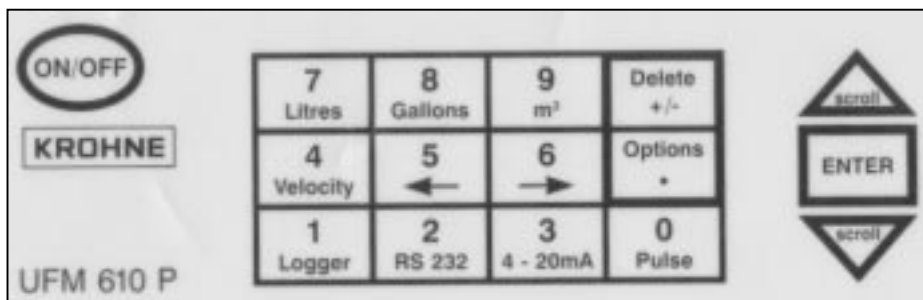 ON/OFF
KROHNE
UFM 610 P
7 8 9 Delete
Litres Gallons m³ +/-
4 5 6 Options
Velocity ← → •
1 2 3 0
Logger RS 232 4 - 20mA Pulse
scroll
ENTER
scroll